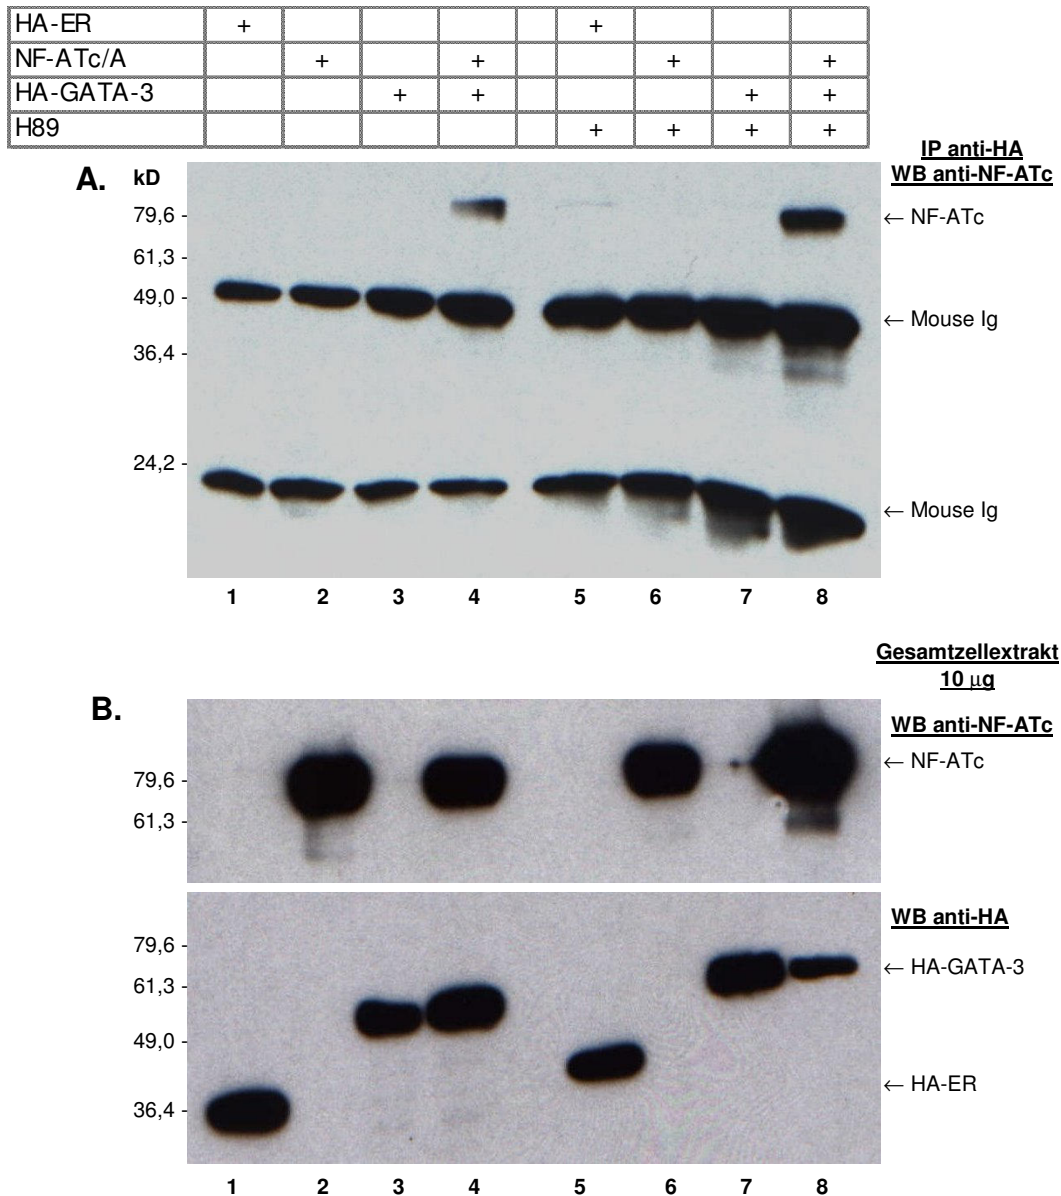 HA-ER + +
NF-ATc/A + + + +
HA-GATA-3 + + + +
H89 + + + +
IP anti-HA
WB anti-NF-ATc
A. kD
79,6 - ← NF-ATc
61,3 -
49,0 -
← Mouse Ig
36,4 -
24,2 -
← Mouse Ig
1 2 3 4 5 6 7 8
Gesamtzellextrakt
10 µg
B.
WB anti-NF-ATc
← NF-ATc
79,6 -
61,3 -
WB anti-HA
79,6 -
← HA-GATA-3
61,3 -
49,0 -
← HA-ER
36,4 -
1 2 3 4 5 6 7 8